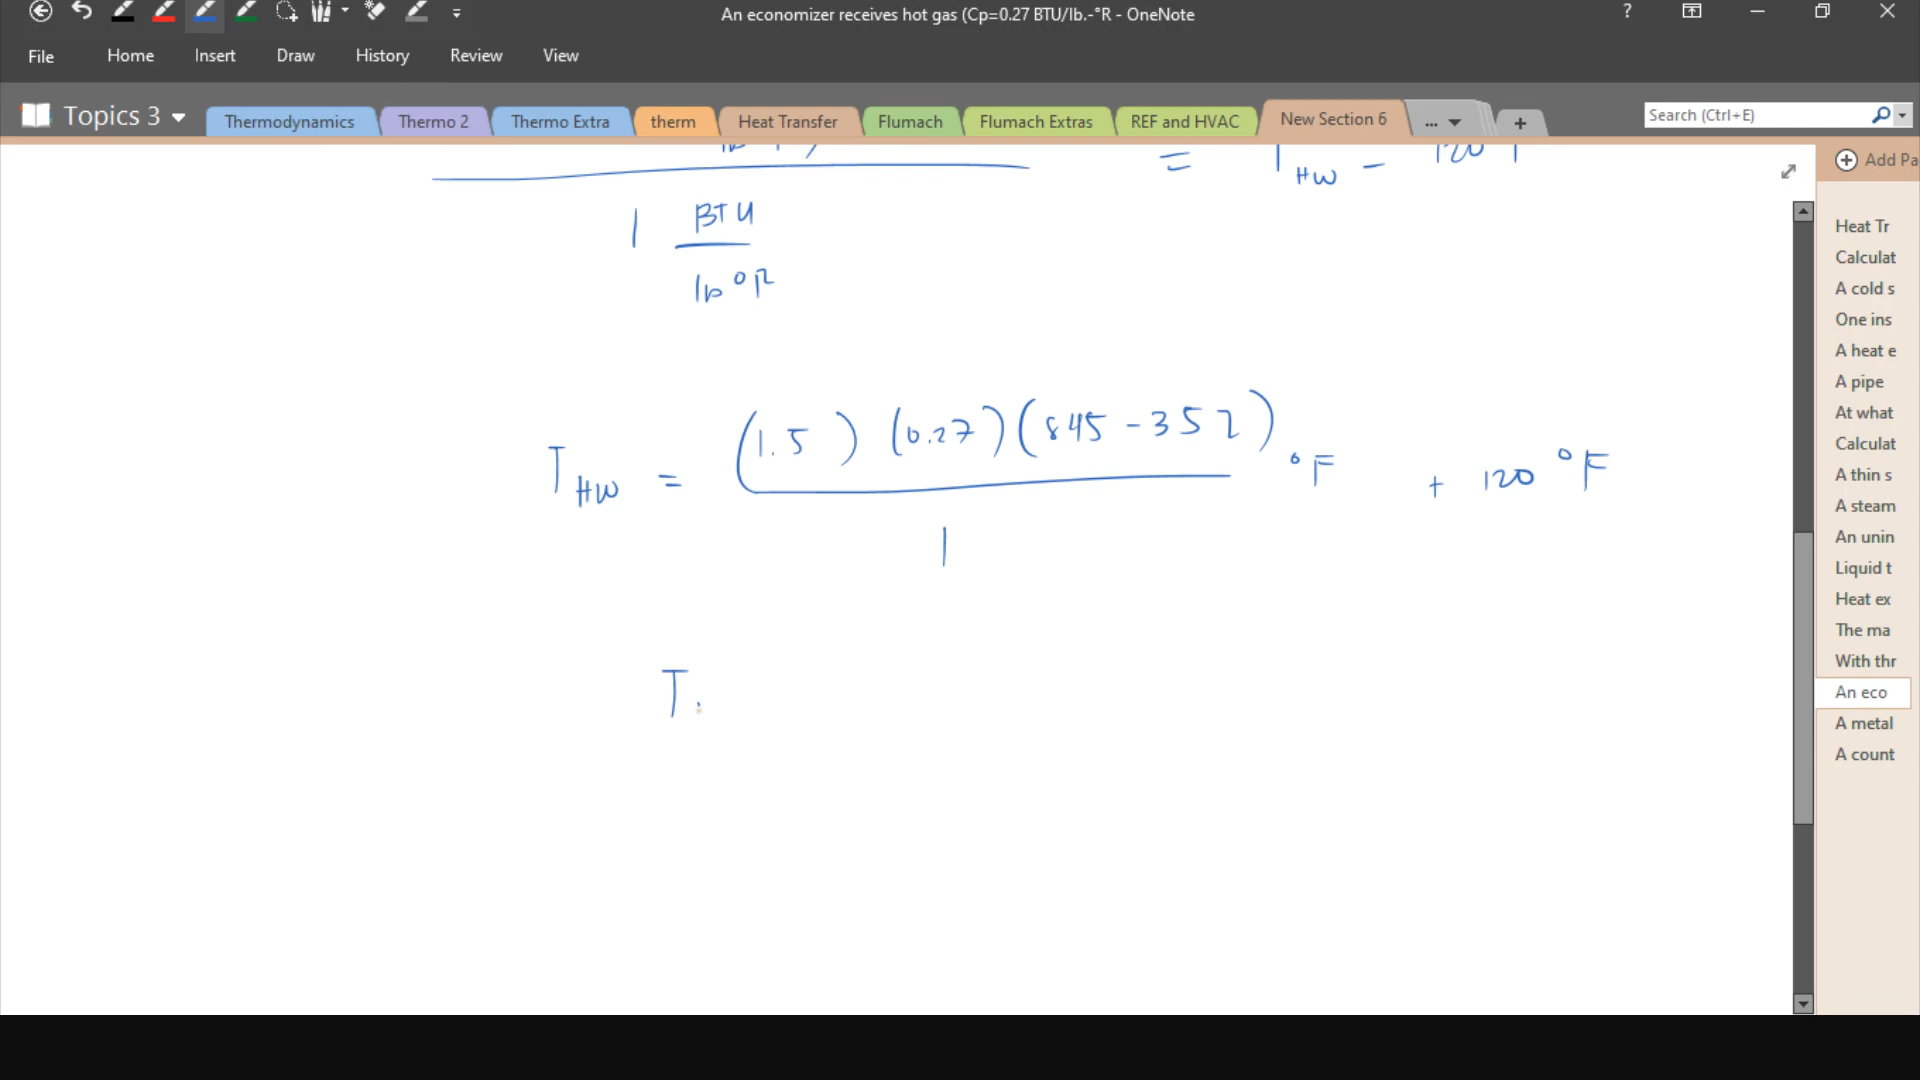 An economizer receives hot gas (Cp=0.27 BTU/lb.-°R - OneNote
?
File Home Insert Draw History Review View
Topics 3 Thermodynamics Thermo 2 Thermo Extra therm Heat Transfer Flumach Flumach Extras REF and HVAC New Section 6 ... + Search (Ctrl+E)
Add Pa
= T HW - 120 F
1 BTU
lb °R
T HW = (1.5) (0.27) (845 - 352) °F + 120 °F
1
T
Heat Tr
Calculat
A cold s
One ins
A heat e
A pipe
At what
Calculat
A thin s
A steam
An unin
Liquid t
Heat ex
The ma
With thr
An eco
A metal
A count